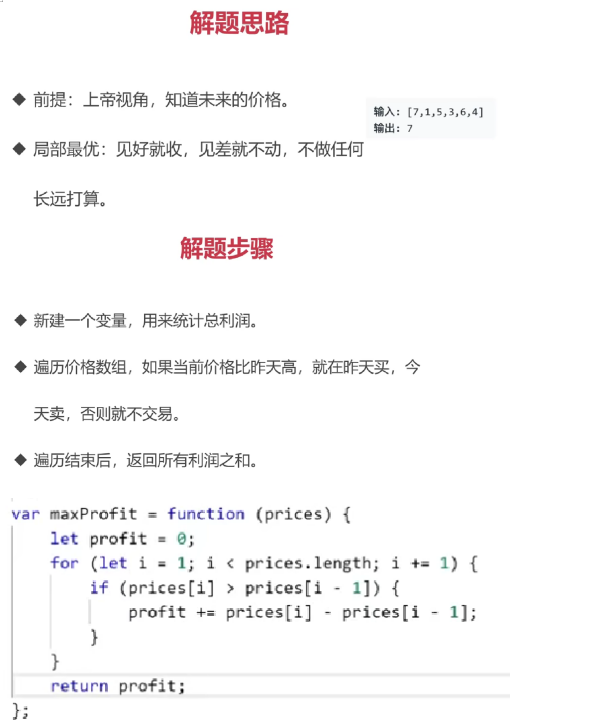 解题思路
◆ 前提：上帝视角，知道未来的价格。
输入: [7,1,5,3,6,4]
输出: 7
◆ 局部最优：见好就收，见差就不动，不做任何
长远打算。
解题步骤
◆ 新建一个变量，用来统计总利润。
◆ 遍历价格数组，如果当前价格比昨天高，就在昨天买，今
天卖，否则就不交易。
◆ 遍历结束后，返回所有利润之和。
var maxProfit = function (prices) {
    let profit = 0;
    for (let i = 1; i < prices.length; i += 1) {
        if (prices[i] > prices[i - 1]) {
            profit += prices[i] - prices[i - 1];
        }
    }
    return profit;
};